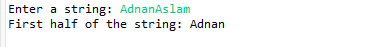 Enter a string: AdnanAslam
First half of the string: Adnan